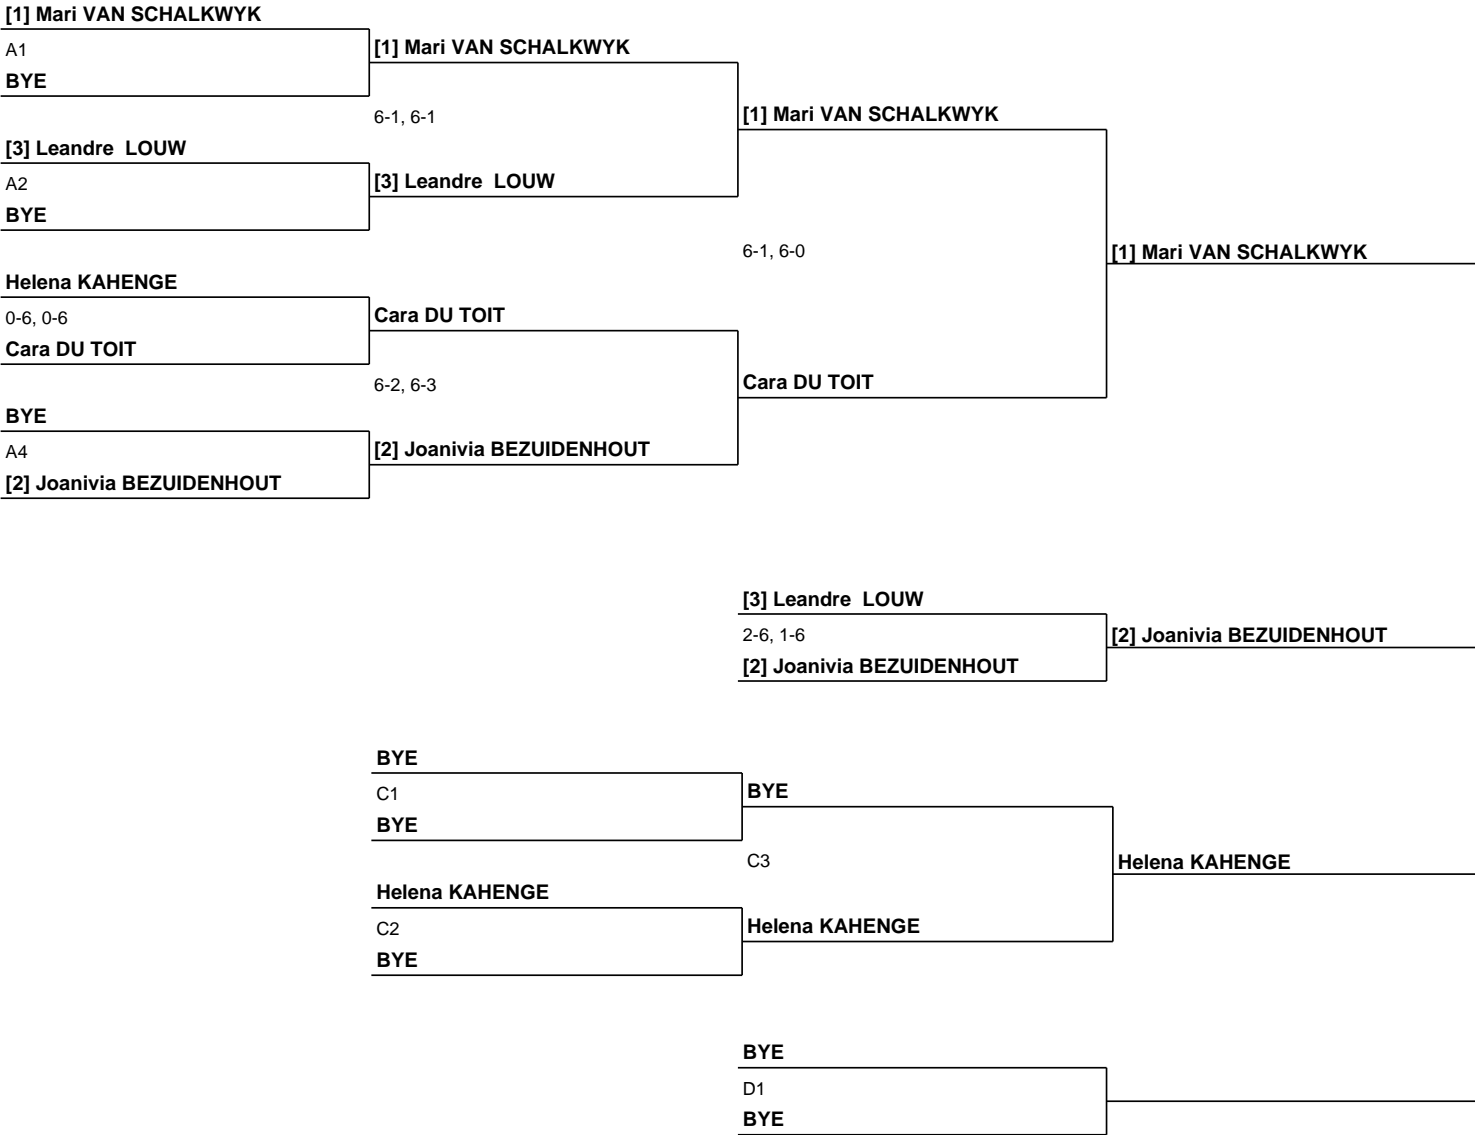 [1] Mari VAN SCHALKWYK
A1
[1] Mari VAN SCHALKWYK
BYE
6-1, 6-1
[1] Mari VAN SCHALKWYK
[3] Leandre  LOUW
A2
[3] Leandre  LOUW
BYE
6-1, 6-0
[1] Mari VAN SCHALKWYK
Helena KAHENGE
0-6, 0-6
Cara DU TOIT
Cara DU TOIT
6-2, 6-3
Cara DU TOIT
BYE
A4
[2] Joanivia BEZUIDENHOUT
[2] Joanivia BEZUIDENHOUT
[3] Leandre  LOUW
2-6, 1-6
[2] Joanivia BEZUIDENHOUT
[2] Joanivia BEZUIDENHOUT
BYE
C1
BYE
BYE
C3
Helena KAHENGE
Helena KAHENGE
C2
Helena KAHENGE
BYE
BYE
D1
BYE